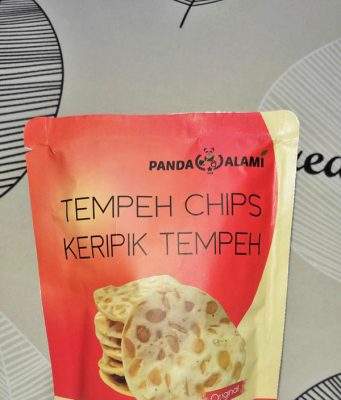 PANDA ALAMI
TEMPEH CHIPS
KERIPIK TEMPEH
Original